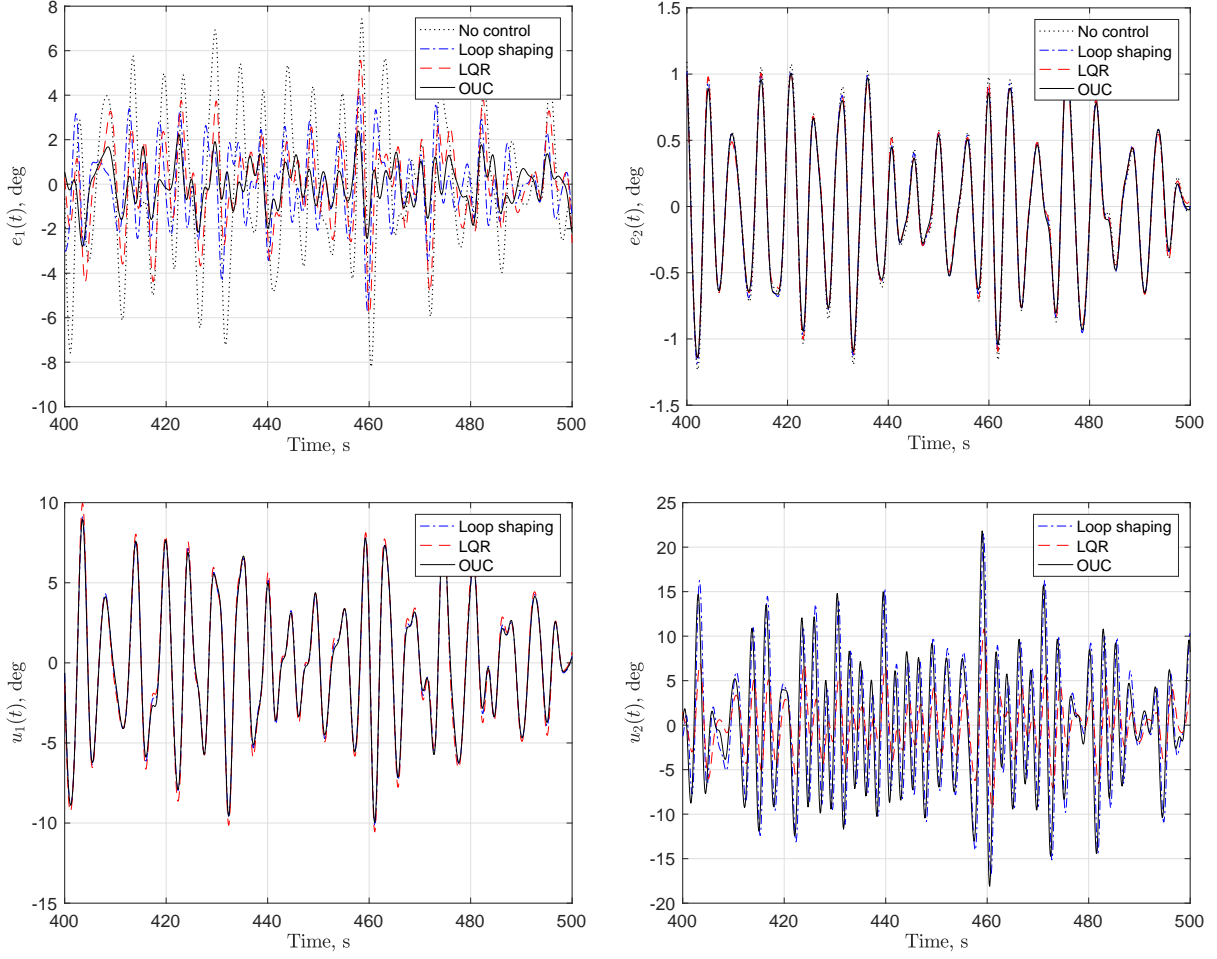 8
6
4
2
0
-2
-4
-6
-8
-10
400
420
440
460
480
500
Time, s
e1(t), deg
No control
Loop shaping
LQR
OUC
1.5
1
0.5
0
-0.5
-1
-1.5
400
420
440
460
480
500
Time, s
e2(t), deg
No control
Loop shaping
LQR
OUC
10
5
0
-5
-10
-15
400
420
440
460
480
500
Time, s
u1(t), deg
Loop shaping
LQR
OUC
25
20
15
10
5
0
-5
-10
-15
-20
400
420
440
460
480
500
Time, s
u2(t), deg
Loop shaping
LQR
OUC